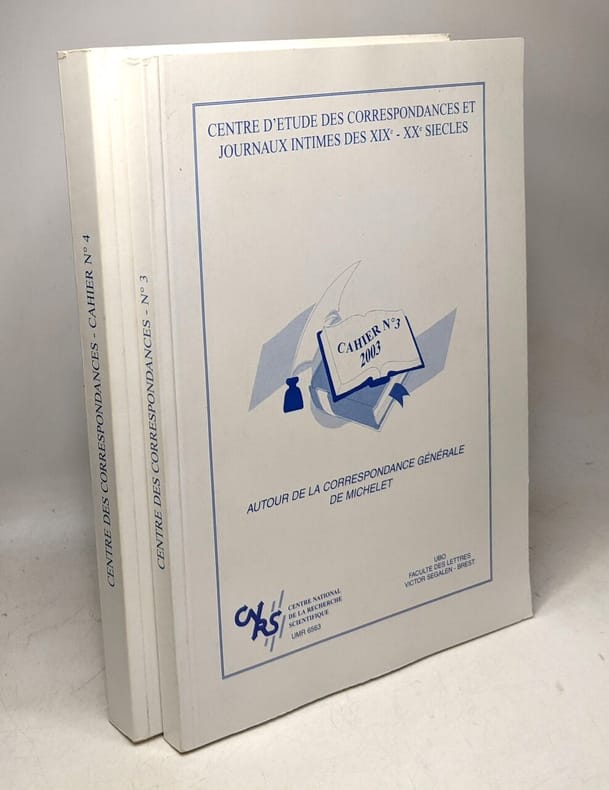 CENTRE DES CORRESPONDANCES - CAHIER N° 4
CENTRE DES CORRESPONDANCES - N° 3
CENTRE D'ETUDE DES CORRESPONDANCES ET
JOURNAUX INTIMES DES XIXe - XXe SIECLES
CAHIER N°3
2003
AUTOUR DE LA CORRESPONDANCE GÉNÉRALE
DE MICHELET
UBO
FACULTE DES LETTRES
VICTOR SEGALEN - BREST
CNRS
CENTRE NATIONAL
DE LA RECHERCHE
SCIENTIFIQUE
UMR 6563